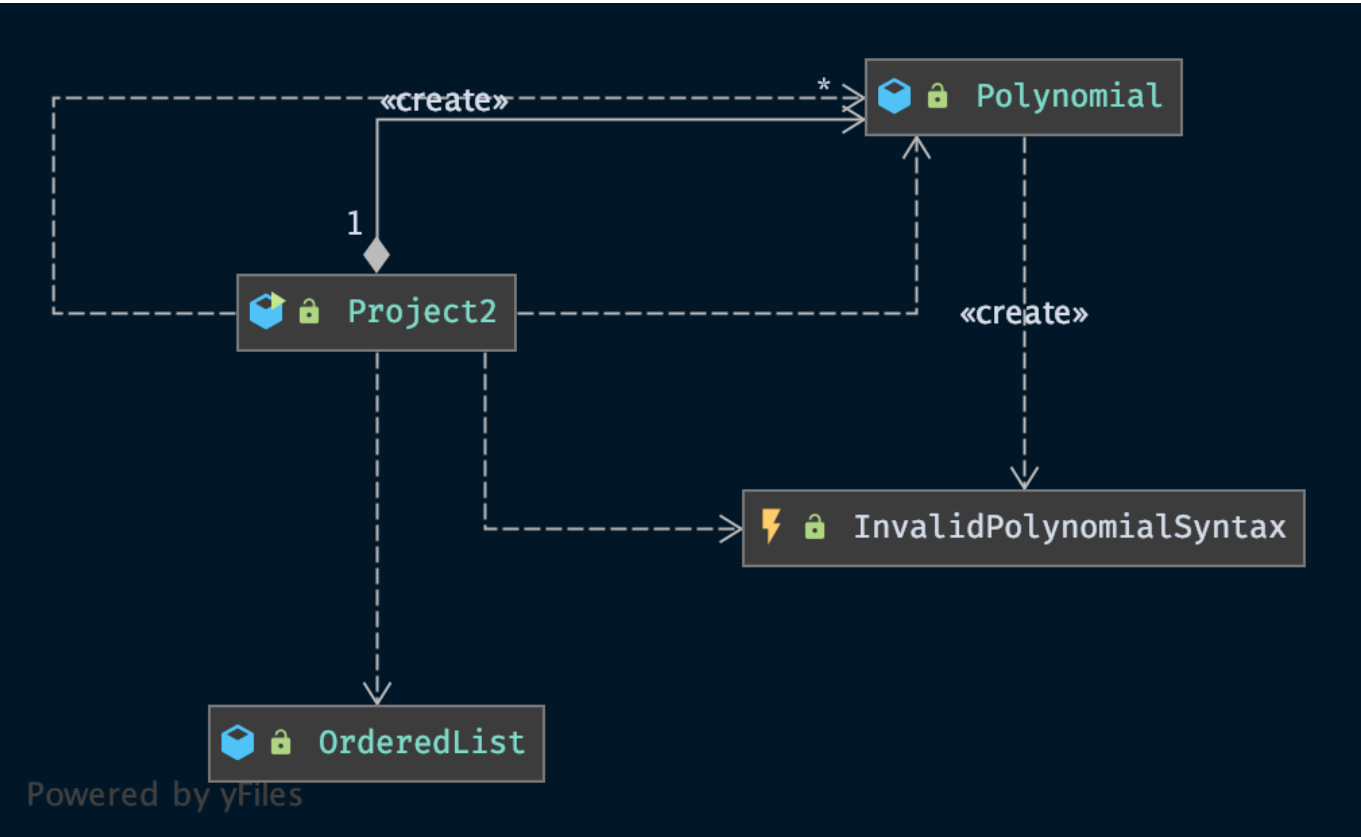 *
«create»
Polynomial
1
Project2
«create»
InvalidPolynomialSyntax
OrderedList
Powered by yFiles